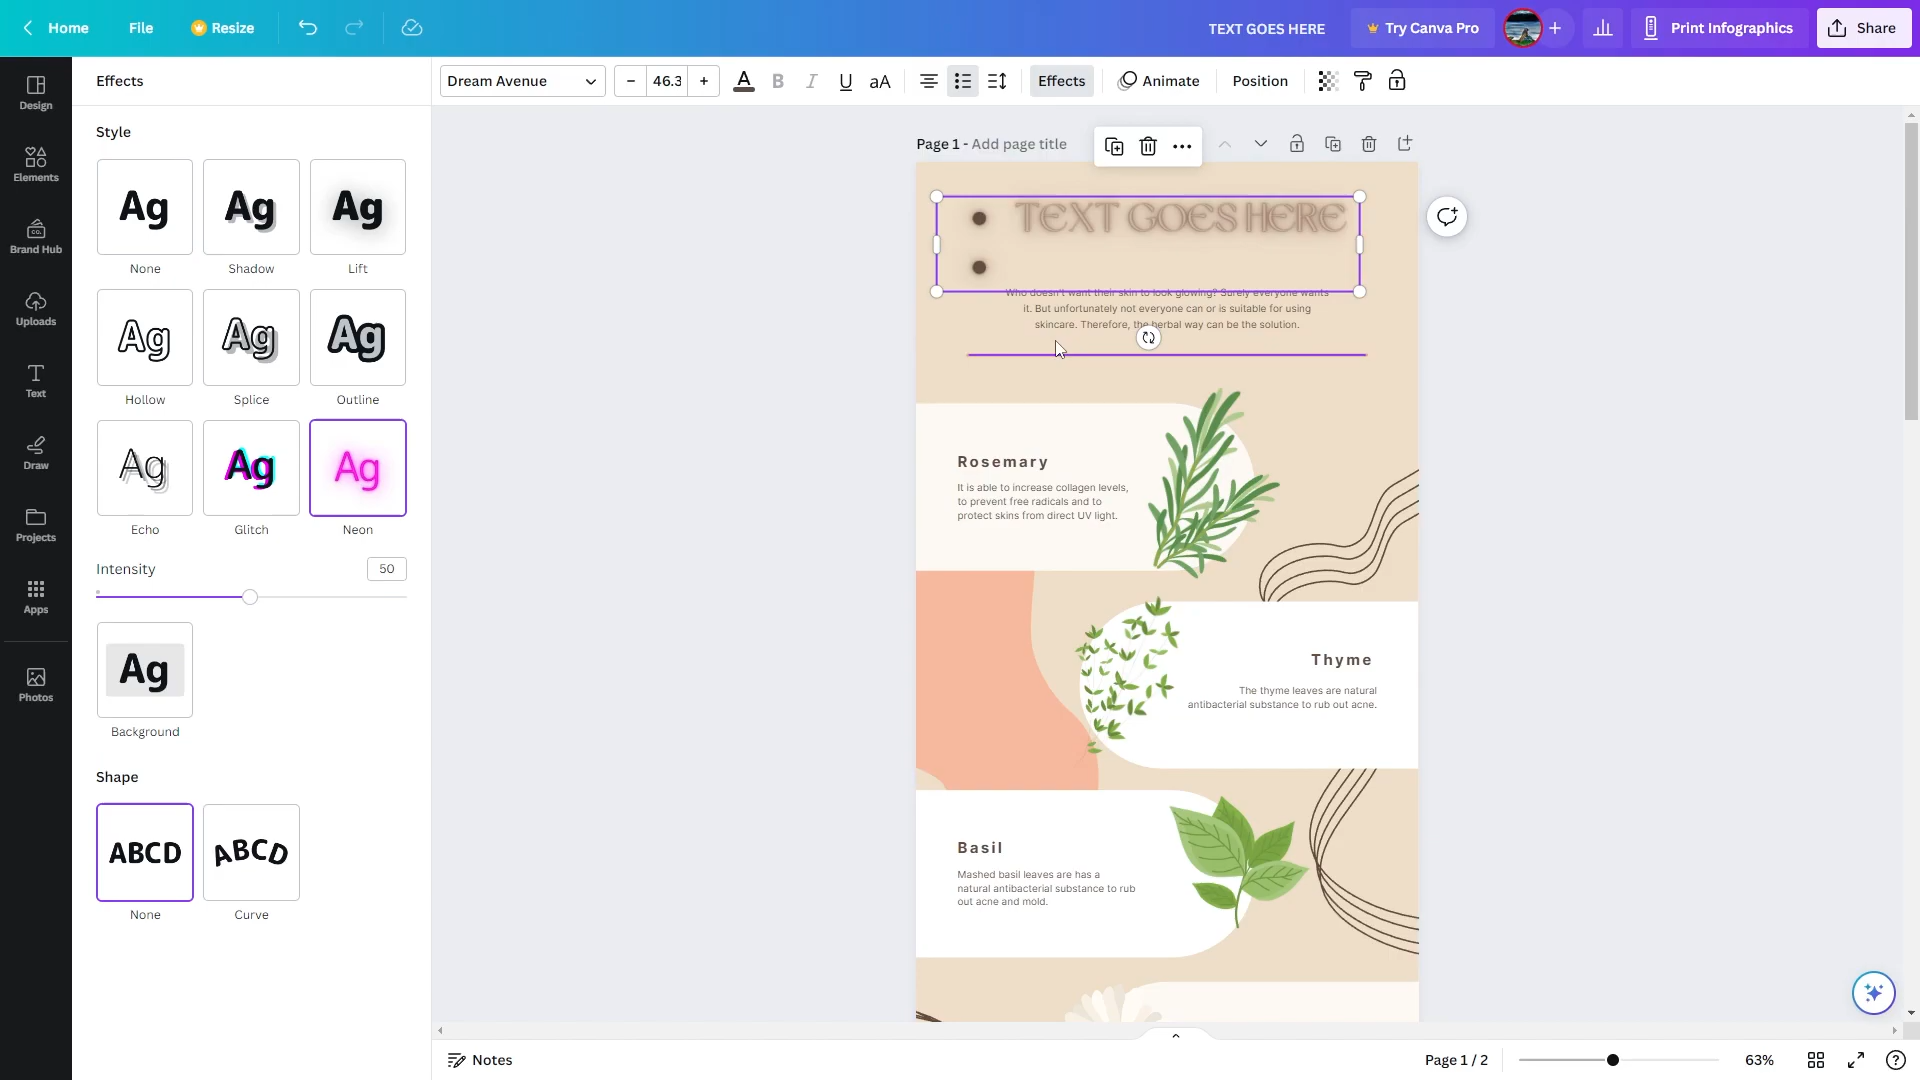 Home File Resize TEXT GOES HERE Try Canva Pro Print Infographics Share
Effects
Dream Avenue 46.3 A B I U aA Effects Animate Position
Design
Elements
Brand Hub
Uploads
Text
Draw
Projects
Apps
Photos
Style
Ag Ag Ag
None Shadow Lift
Ag Ag Ag
Hollow Splice Outline
Ag Ag Ag
Echo Glitch Neon
Intensity 50
Ag
Background
Shape
ABCD ABCD
None Curve
Page 1 - Add page title
TEXT GOES HERE
Who doesn't want their skin to look glowing? Surely everyone wants
it. But unfortunately not everyone can or is suitable for using
skincare. Therefore, the herbal way can be the solution.
Rosemary
It is able to increase collagen levels,
to prevent free radicals and to
protect skins from direct UV light.
Thyme
The thyme leaves are natural
antibacterial substance to rub out acne.
Basil
Mashed basil leaves are has a
natural antibacterial substance to rub
out acne and mold.
Notes Page 1 / 2 63%